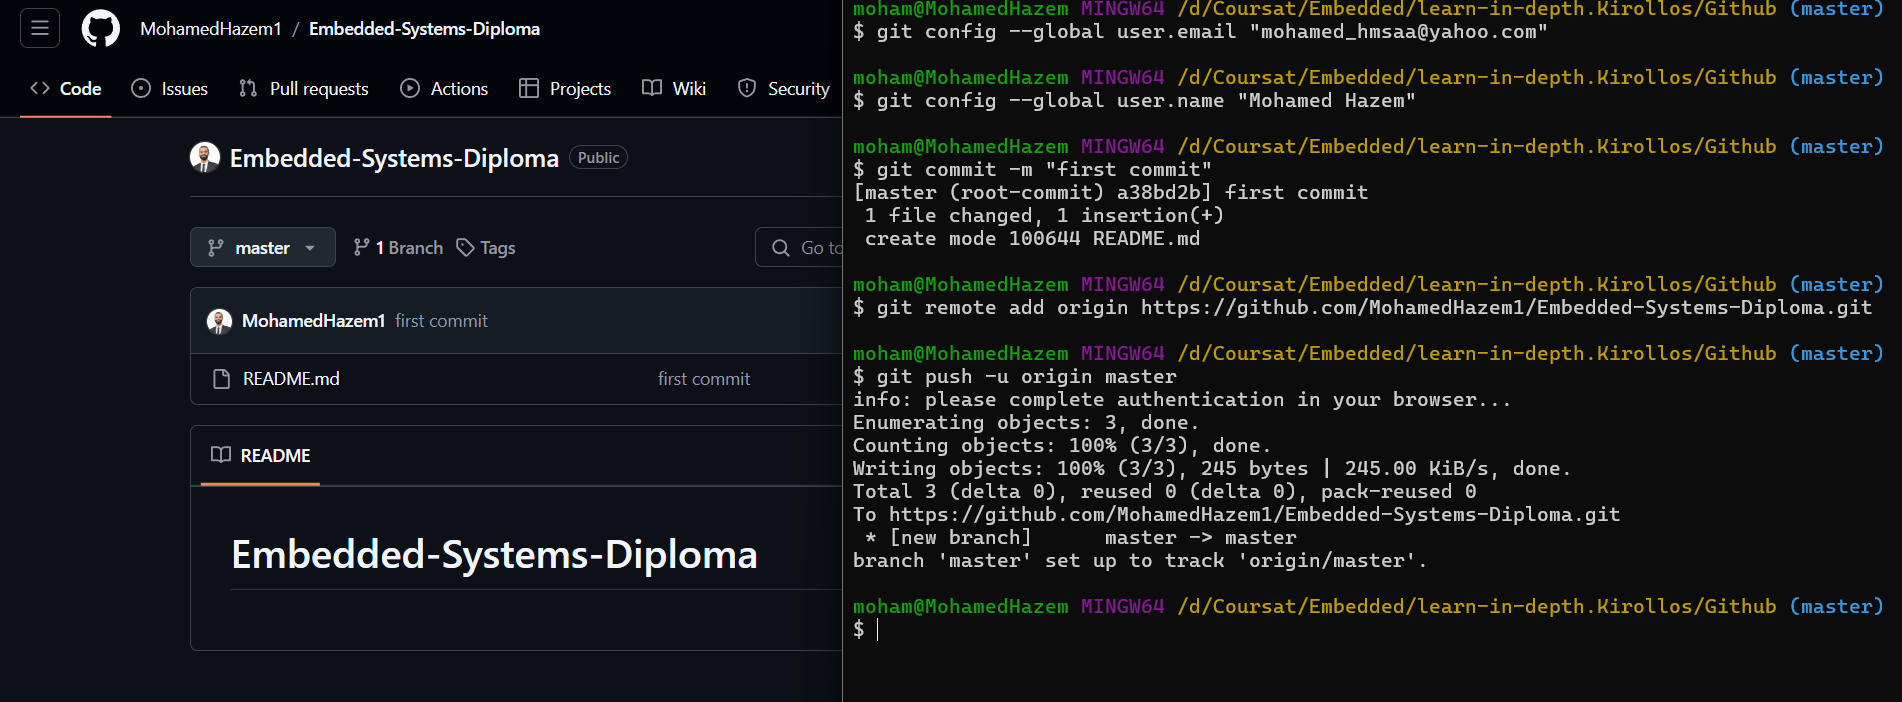 MohamedHazem1 / Embedded-Systems-Diploma
Code Issues Pull requests Actions Projects Wiki Security
Embedded-Systems-Diploma Public
master 1 Branch Tags Go to
MohamedHazem1 first commit
README.md first commit
README
Embedded-Systems-Diploma
moham@MohamedHazem MINGW64 /d/Coursat/Embedded/learn-in-depth.Kirollos/Github (master)
$ git config --global user.email "mohamed_hmsaa@yahoo.com"
moham@MohamedHazem MINGW64 /d/Coursat/Embedded/learn-in-depth.Kirollos/Github (master)
$ git config --global user.name "Mohamed Hazem"
moham@MohamedHazem MINGW64 /d/Coursat/Embedded/learn-in-depth.Kirollos/Github (master)
$ git commit -m "first commit"
[master (root-commit) a38bd2b] first commit
1 file changed, 1 insertion(+)
create mode 100644 README.md
moham@MohamedHazem MINGW64 /d/Coursat/Embedded/learn-in-depth.Kirollos/Github (master)
$ git remote add origin https://github.com/MohamedHazem1/Embedded-Systems-Diploma.git
moham@MohamedHazem MINGW64 /d/Coursat/Embedded/learn-in-depth.Kirollos/Github (master)
$ git push -u origin master
info: please complete authentication in your browser...
Enumerating objects: 3, done.
Counting objects: 100% (3/3), done.
Writing objects: 100% (3/3), 245 bytes | 245.00 KiB/s, done.
Total 3 (delta 0), reused 0 (delta 0), pack-reused 0
To https://github.com/MohamedHazem1/Embedded-Systems-Diploma.git
* [new branch] master -> master
branch 'master' set up to track 'origin/master'.
moham@MohamedHazem MINGW64 /d/Coursat/Embedded/learn-in-depth.Kirollos/Github (master)
$